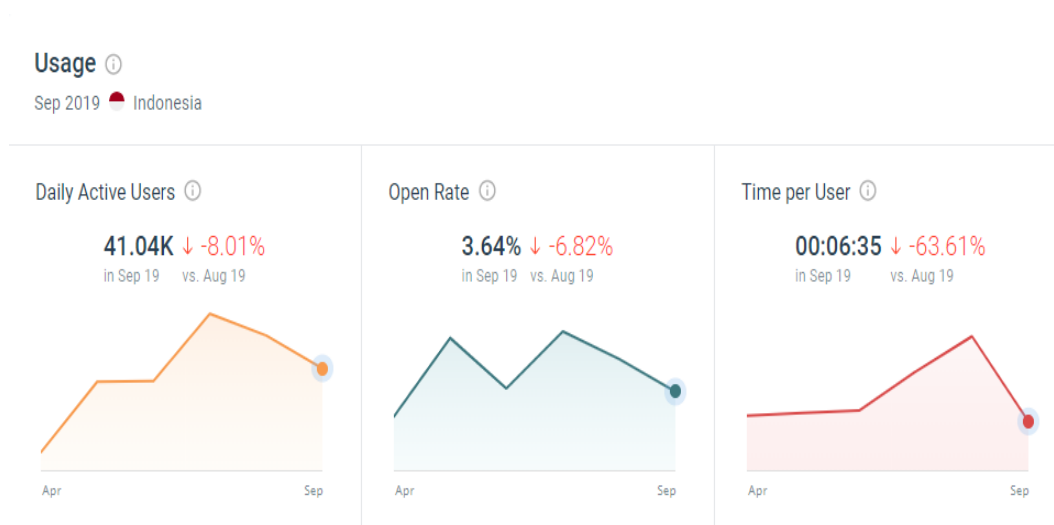 Usage
Sep 2019 Indonesia
Daily Active Users
41.04K ↓ -8.01%
in Sep 19 vs. Aug 19
Apr Sep
Open Rate
3.64% ↓ -6.82%
in Sep 19 vs. Aug 19
Apr Sep
Time per User
00:06:35 ↓ -63.61%
in Sep 19 vs. Aug 19
Apr Sep